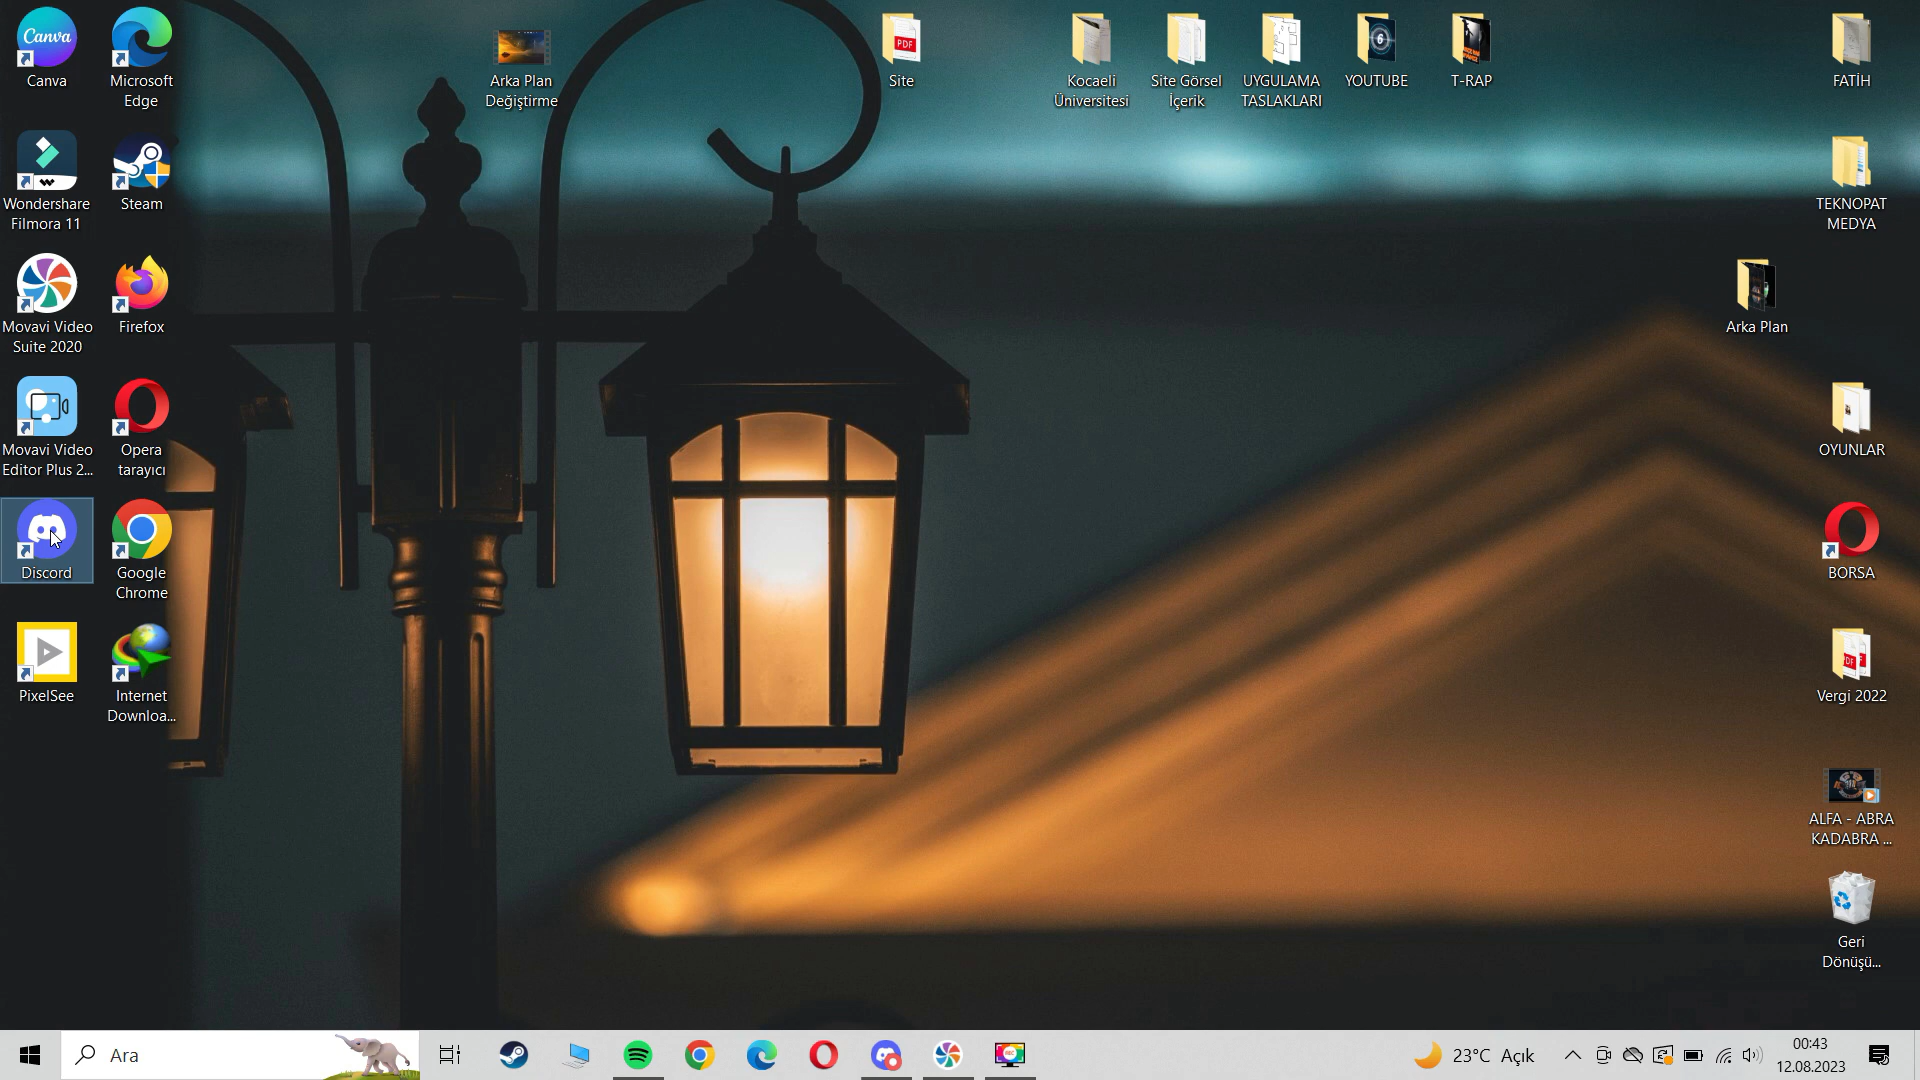 Canva
Microsoft
Edge
Arka Plan
Değiştirme
PDF
Site
Kocaeli
Üniversitesi
Site Görsel
İçerik
UYGULAMA
TASLAKLARI
YOUTUBE
T-RAP
FATİH
Wondershare
Filmora 11
Steam
TEKNOPAT
MEDYA
Movavi Video
Suite 2020
Firefox
Arka Plan
Movavi Video
Editor Plus 2...
Opera
tarayıcı
OYUNLAR
Discord
Google
Chrome
BORSA
PixelSee
Internet
Downloa...
Vergi 2022
ALFA - ABRA
KADABRA ...
Geri
Dönüşü...
Ara
23°C Açık
00:43
12.08.2023